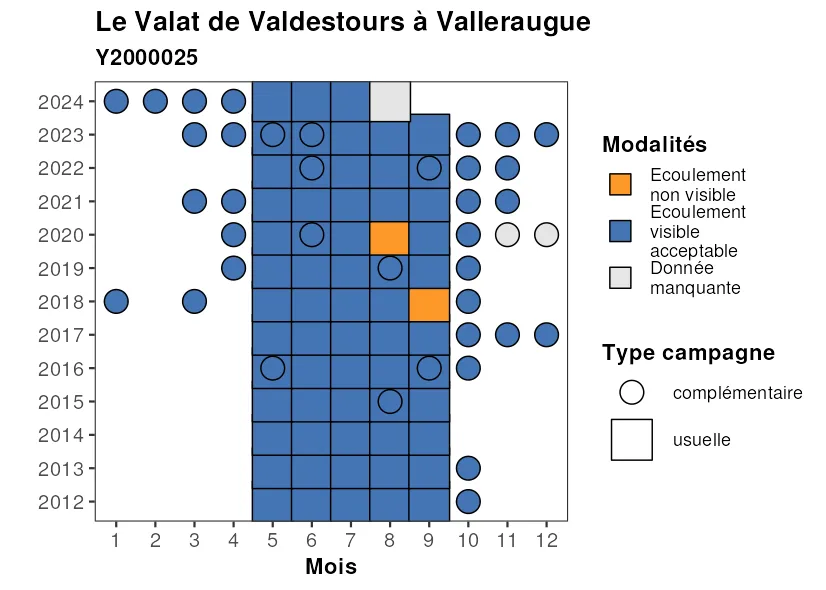 Le Valat de Valdestours à Valleraugue
Y2000025
2024
2023
2022
2021
2020
2019
2018
2017
2016
2015
2014
2013
2012
1 2 3 4 5 6 7 8 9 10 11 12
Mois
Modalités
Ecoulement
non visible
Ecoulement
visible
acceptable
Donnée
manquante
Type campagne
complémentaire
usuelle